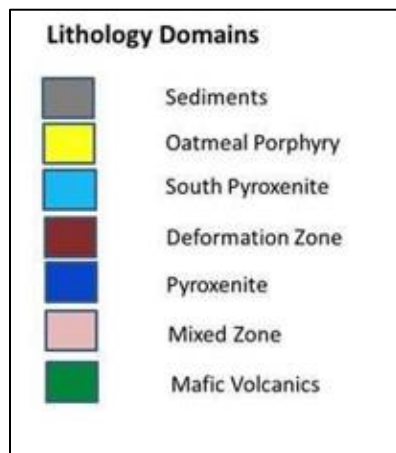 Lithology Domains
Sediments
Oatmeal Porphyry
South Pyroxenite
Deformation Zone
Pyroxenite
Mixed Zone
Mafic Volcanics